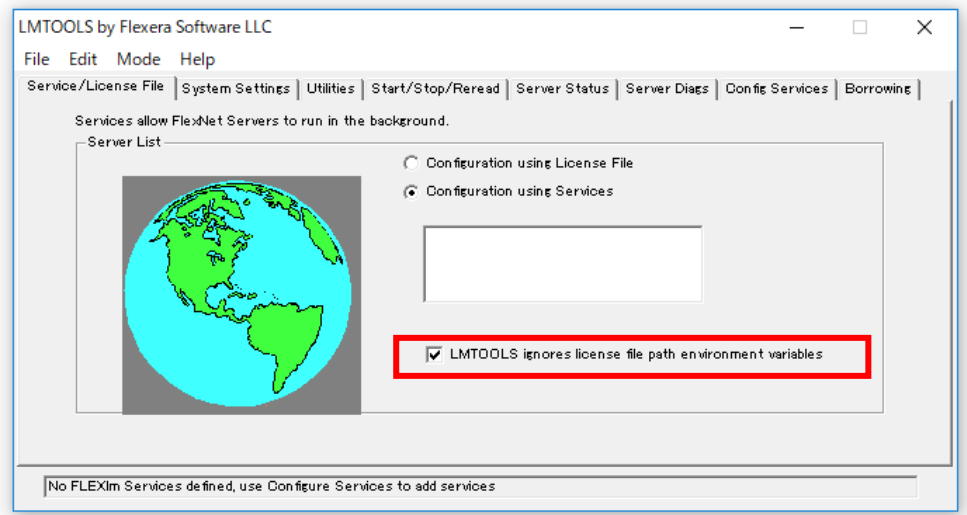 LMTOOLS by Flexera Software LLC
File Edit Mode Help
Service/License File System Settings Utilities Start/Stop/Reread Server Status Server Diags Config Services Borrowing
Services allow FlexNet Servers to run in the background.
Server List
Configuration using License File
Configuration using Services
LMTOOLS ignores license file path environment variables
No FLEXlm Services defined, use Configure Services to add services